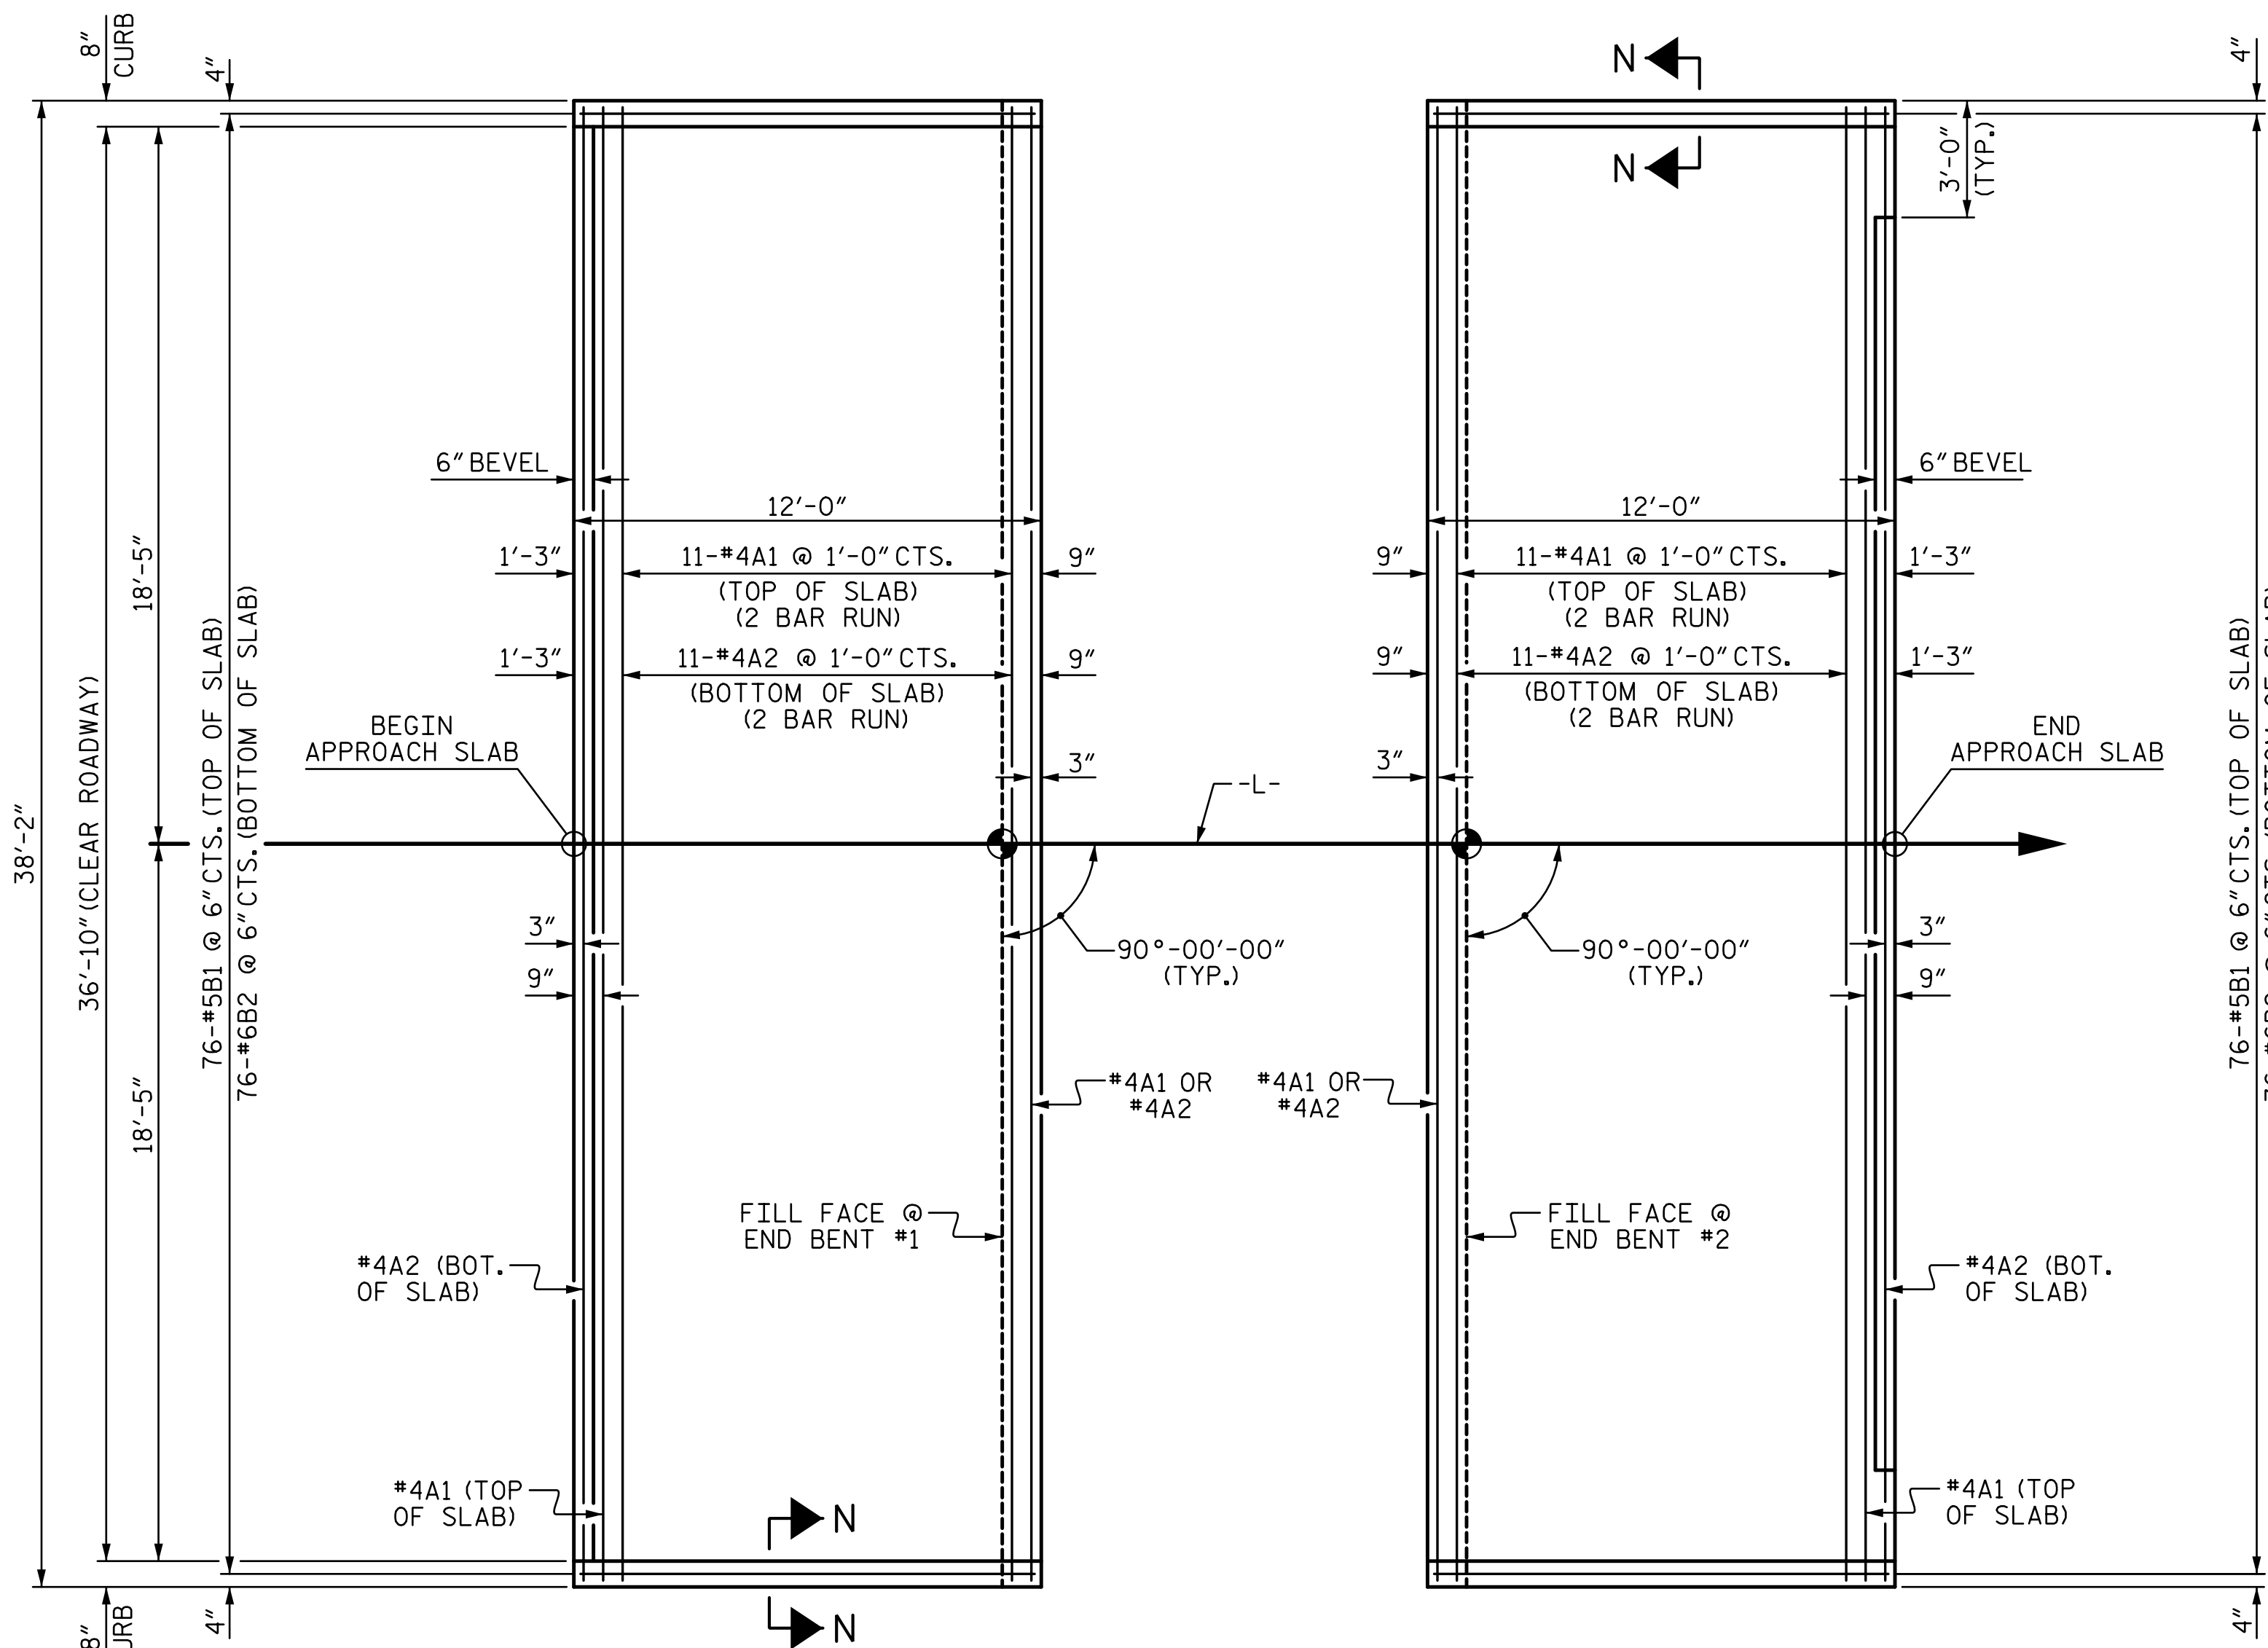 8"
CURB
4"
N
N
4"
3'-0"
(TYP.)
38'-2"
36'-10" (CLEAR ROADWAY)
18'-5"
18'-5"
76-#5B1 @ 6" CTS. (TOP OF SLAB)
76-#6B2 @ 6" CTS. (BOTTOM OF SLAB)
6" BEVEL
12'-0"
1'-3"
11-#4A1 @ 1'-0" CTS.
9"
(TOP OF SLAB)
(2 BAR RUN)
1'-3"
11-#4A2 @ 1'-0" CTS.
9"
(BOTTOM OF SLAB)
(2 BAR RUN)
BEGIN
APPROACH SLAB
3"
-L-
3"
9"
90°-00'-00"
(TYP.)
#4A1 OR
#4A2
FILL FACE @
END BENT #1
#4A2 (BOT.
OF SLAB)
#4A1 (TOP
OF SLAB)
N
N
6" BEVEL
12'-0"
9"
11-#4A1 @ 1'-0" CTS.
1'-3"
(TOP OF SLAB)
(2 BAR RUN)
9"
11-#4A2 @ 1'-0" CTS.
1'-3"
(BOTTOM OF SLAB)
(2 BAR RUN)
3"
END
APPROACH SLAB
3"
9"
90°-00'-00"
(TYP.)
#4A1 OR
#4A2
FILL FACE @
END BENT #2
#4A2 (BOT.
OF SLAB)
#4A1 (TOP
OF SLAB)
76-#5B1 @ 6" CTS. (TOP OF SLAB)
8"
4"
4"